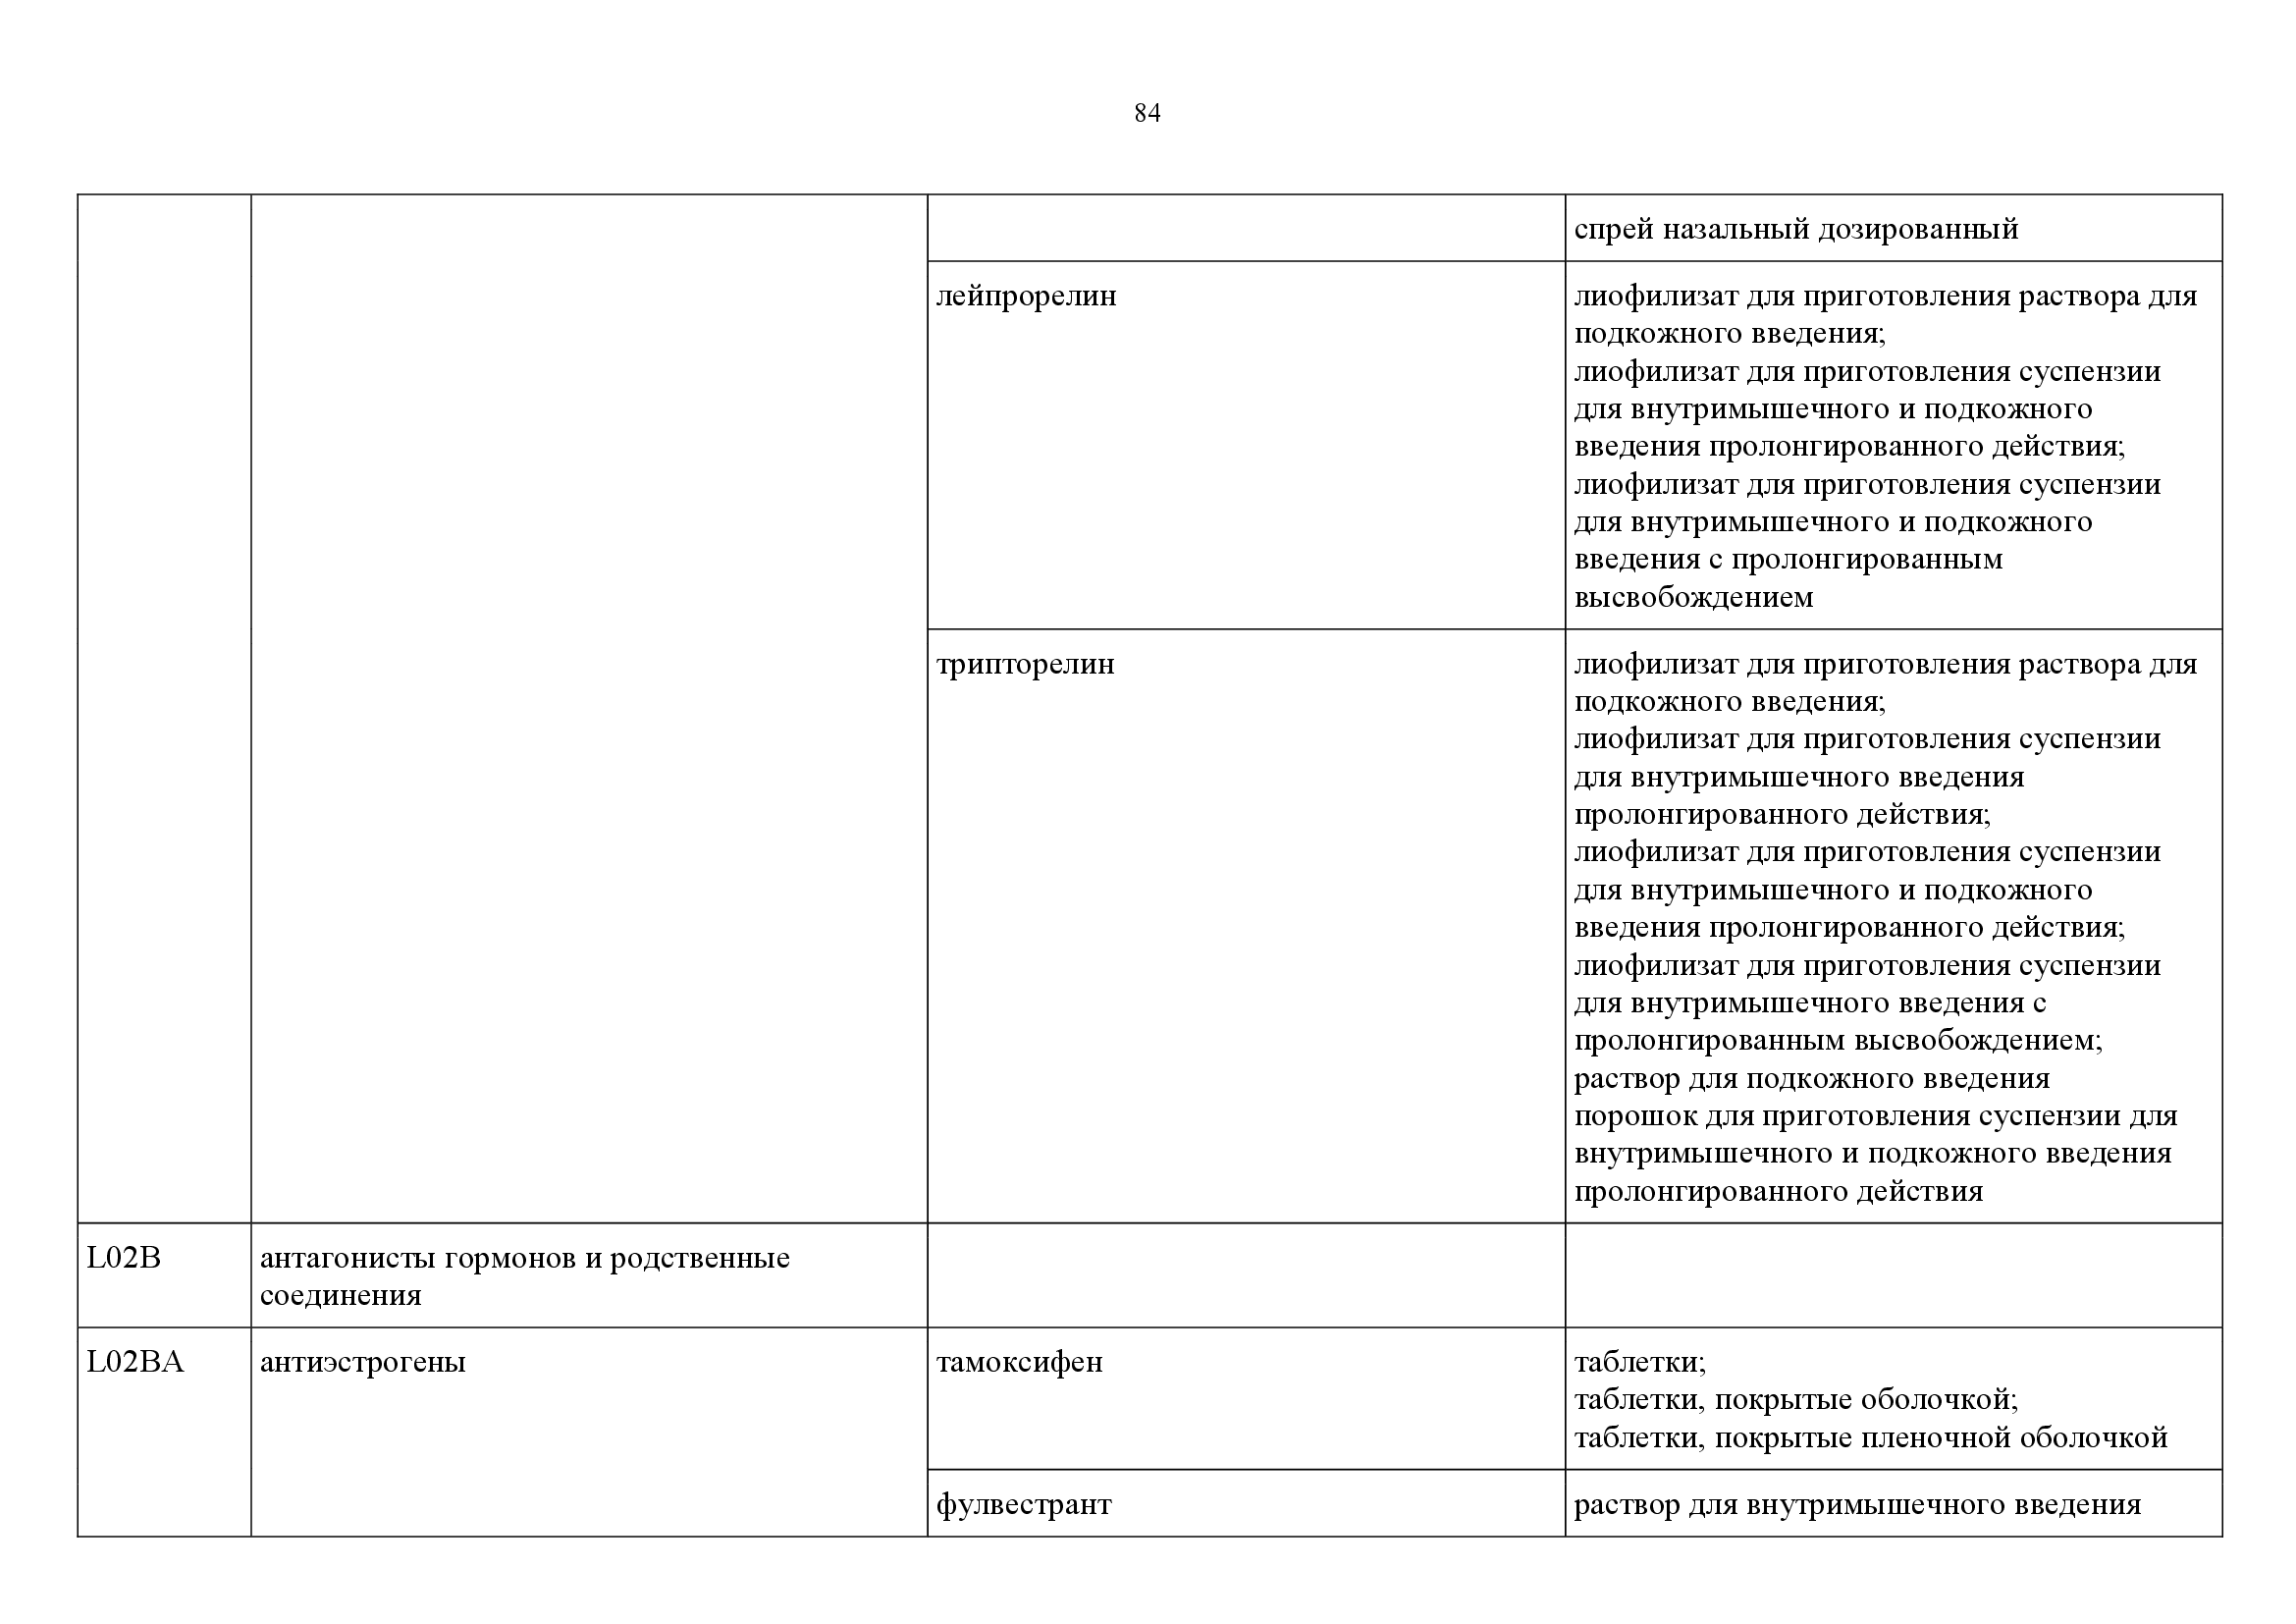 84
спрей назальный дозированный
лейпрорелин
лиофилизат для приготовления раствора для
подкожного введения;
лиофилизат для приготовления суспензии
для внутримышечного и подкожного
введения пролонгированного действия;
лиофилизат для приготовления суспензии
для внутримышечного и подкожного
введения с пролонгированным
высвобождением
трипторелин
лиофилизат для приготовления раствора для
подкожного введения;
лиофилизат для приготовления суспензии
для внутримышечного введения
пролонгированного действия;
лиофилизат для приготовления суспензии
для внутримышечного и подкожного
введения пролонгированного действия;
лиофилизат для приготовления суспензии
для внутримышечного введения с
пролонгированным высвобождением;
раствор для подкожного введения
порошок для приготовления суспензии для
внутримышечного и подкожного введения
пролонгированного действия
L02B
антагонисты гормонов и родственные
соединения
L02BA
антиэстрогены
тамоксифен
таблетки;
таблетки, покрытые оболочкой;
таблетки, покрытые пленочной оболочкой
фулвестрант
раствор для внутримышечного введения